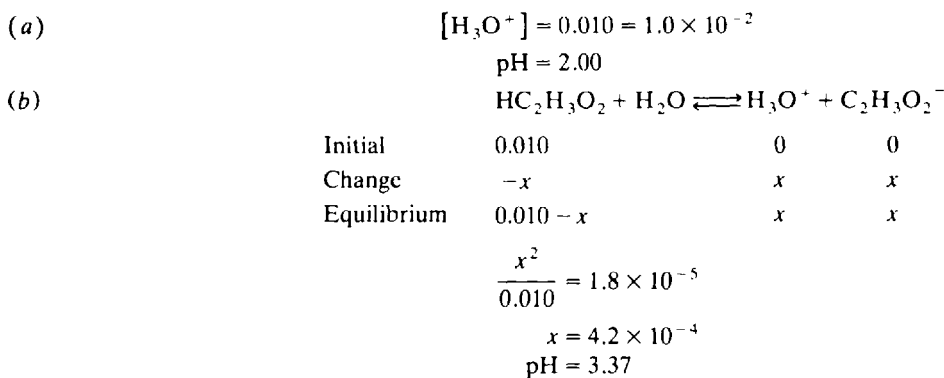 (a) [H₃O⁺] = 0.010 = 1.0 × 10⁻²
pH = 2.00
(b) HC₂H₃O₂ + H₂O ⇌ H₃O⁺ + C₂H₃O₂⁻
Initial 0.010 0 0
Change −x x x
Equilibrium 0.010 − x x x
x²/0.010 = 1.8 × 10⁻⁵
x = 4.2 × 10⁻⁴
pH = 3.37